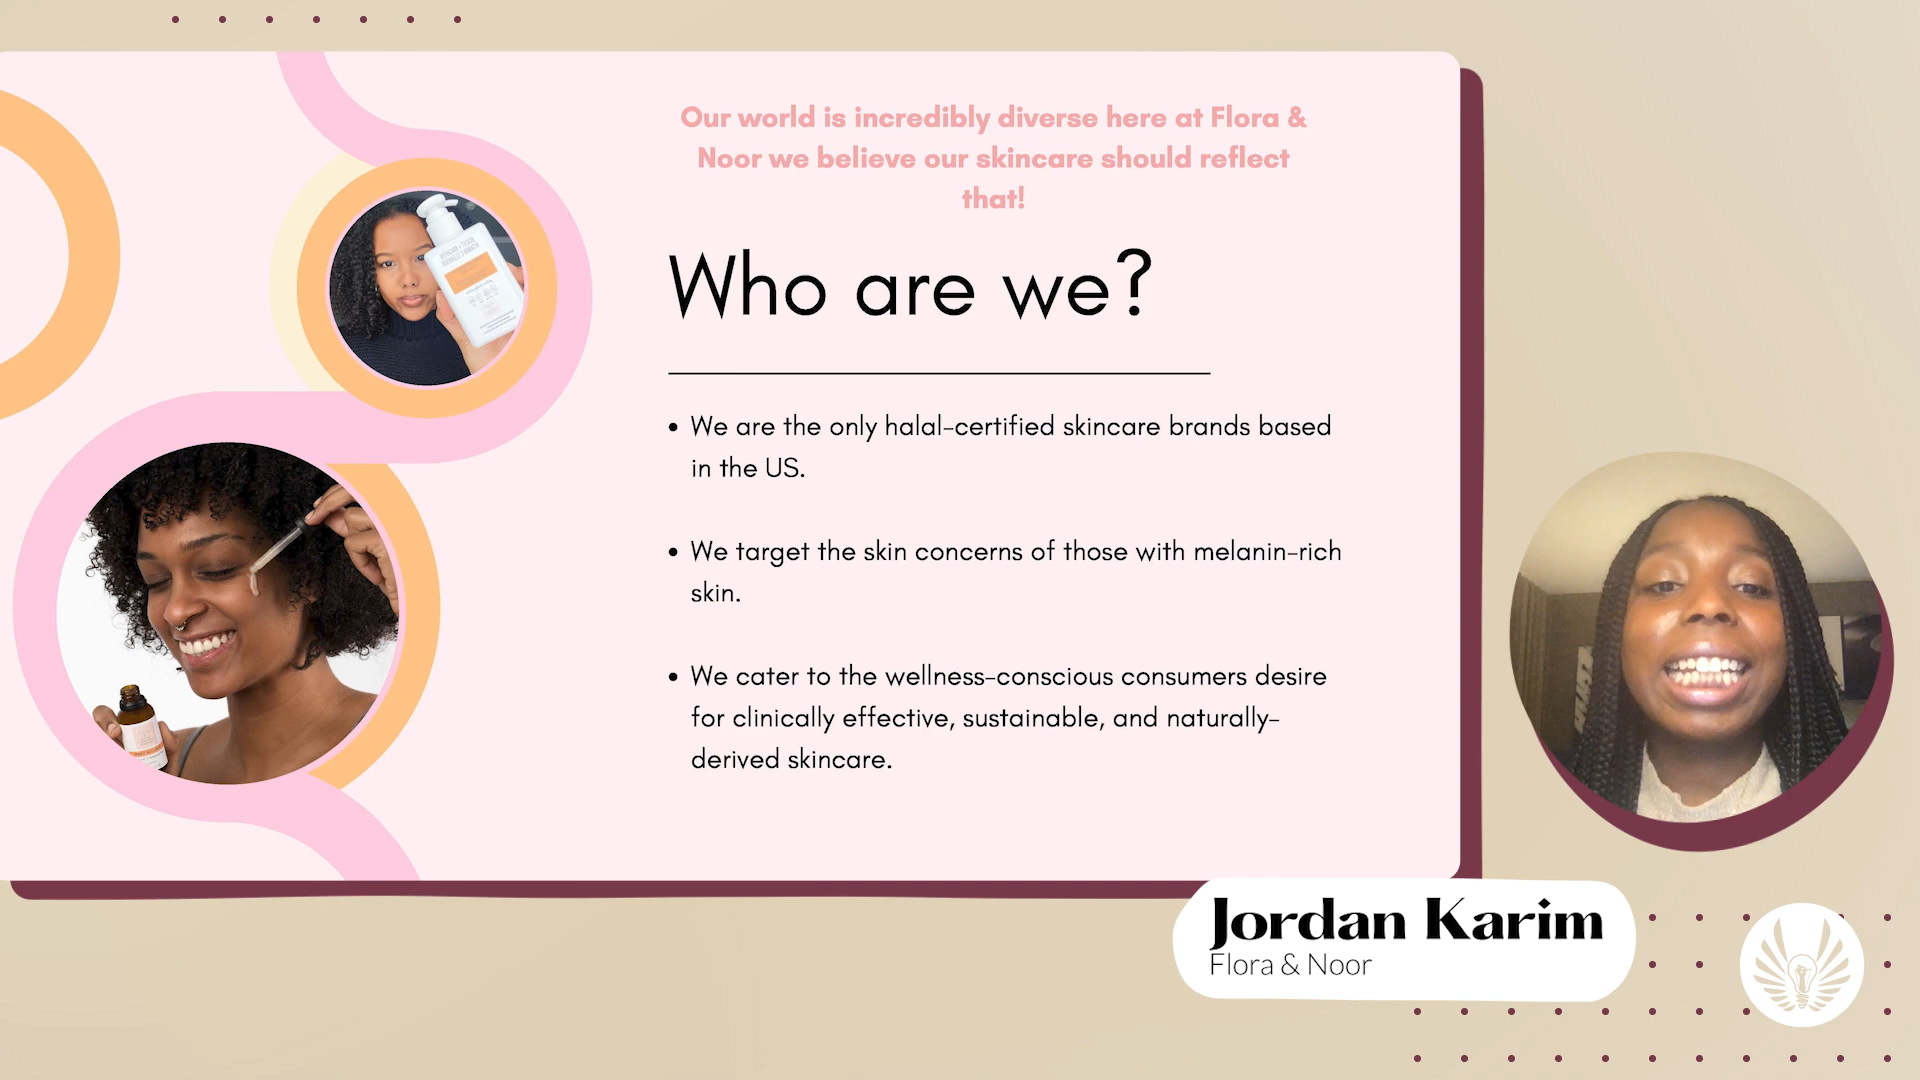 Our world is incredibly diverse here at Flora &
Noor we believe our skincare should reflect
that!
Who are we?
• We are the only halal-certified skincare brands based
in the US.
• We target the skin concerns of those with melanin-rich
skin.
• We cater to the wellness-conscious consumers desire
for clinically effective, sustainable, and naturally-
derived skincare.
Jordan Karim
Flora & Noor